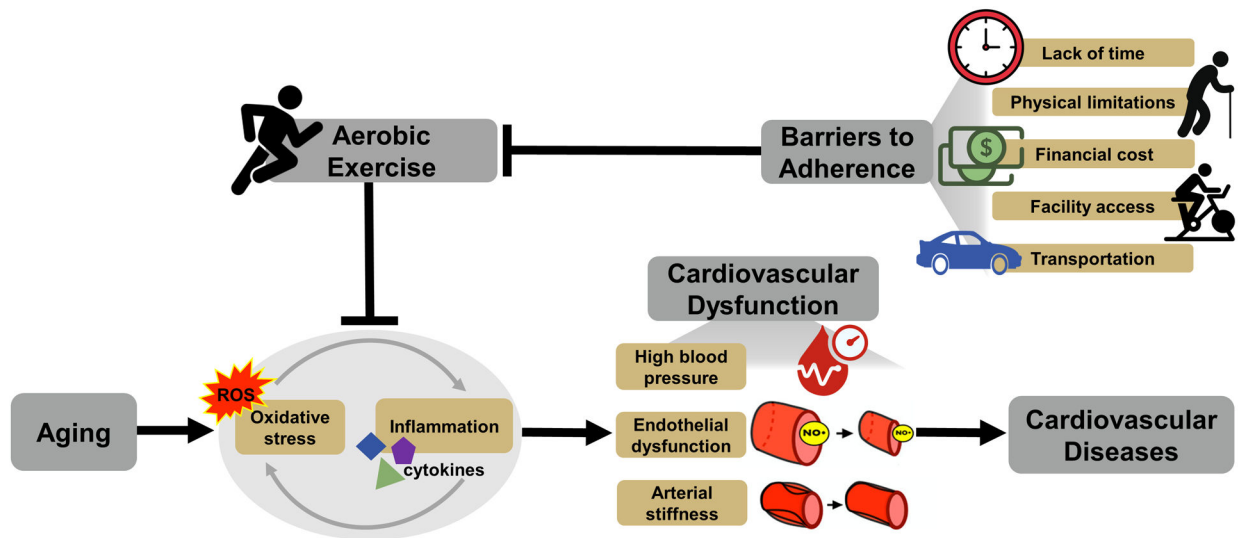 Lack of time
Physical limitations
Aerobic
Exercise
Barriers to
Adherence
$
Financial cost
Facility access
Transportation
Cardiovascular
Dysfunction
High blood
pressure
ROS
Aging
Oxidative
stress
Inflammation
cytokines
Endothelial
dysfunction
NO•
NO•
Arterial
stiffness
Cardiovascular
Diseases